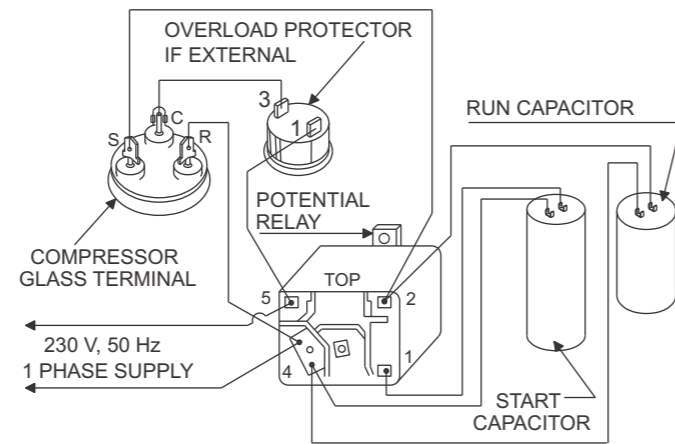 OVERLOAD PROTECTOR
IF EXTERNAL
3
C
1
S
R
RUN CAPACITOR
POTENTIAL
RELAY
COMPRESSOR
GLASS TERMINAL
TOP
5
2
230 V, 50 Hz
1 PHASE SUPPLY
4
1
START
CAPACITOR